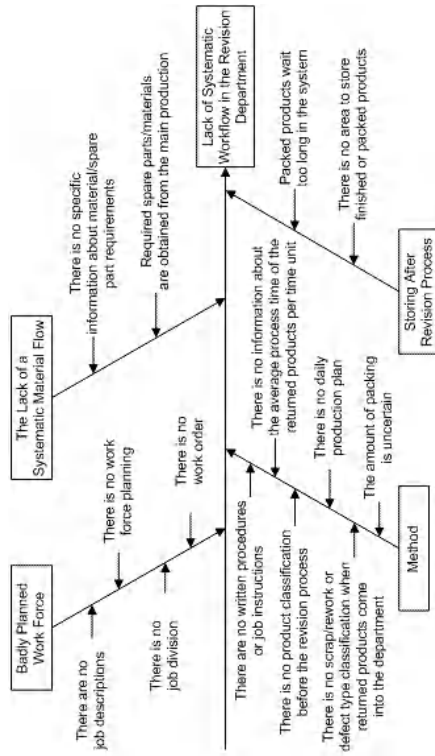 Badly Planned
Work Force
There are no
job descriptions
There is no work
force planning
There is no
job division
There is no
work order
The Lack of a
Systematic Material Flow
There is no specific
information about material/spare
part requirements
Required spare parts/materials
are obtained from the main production
Lack of Systematic
Workflow in the Revision
Department
There are no written procedures
or job instructions
There is no information about
the average process time of the
returned products per time unit
There is no product classification
before the revision process
There is no daily
production plan
There is no scrap/rework or
defect type classification when
returned products come
into the department
The amount of packing
is uncertain
Method
Packed products wait
too long in the system
There is no area to store
finished or packed products
Storing After
Revision Process